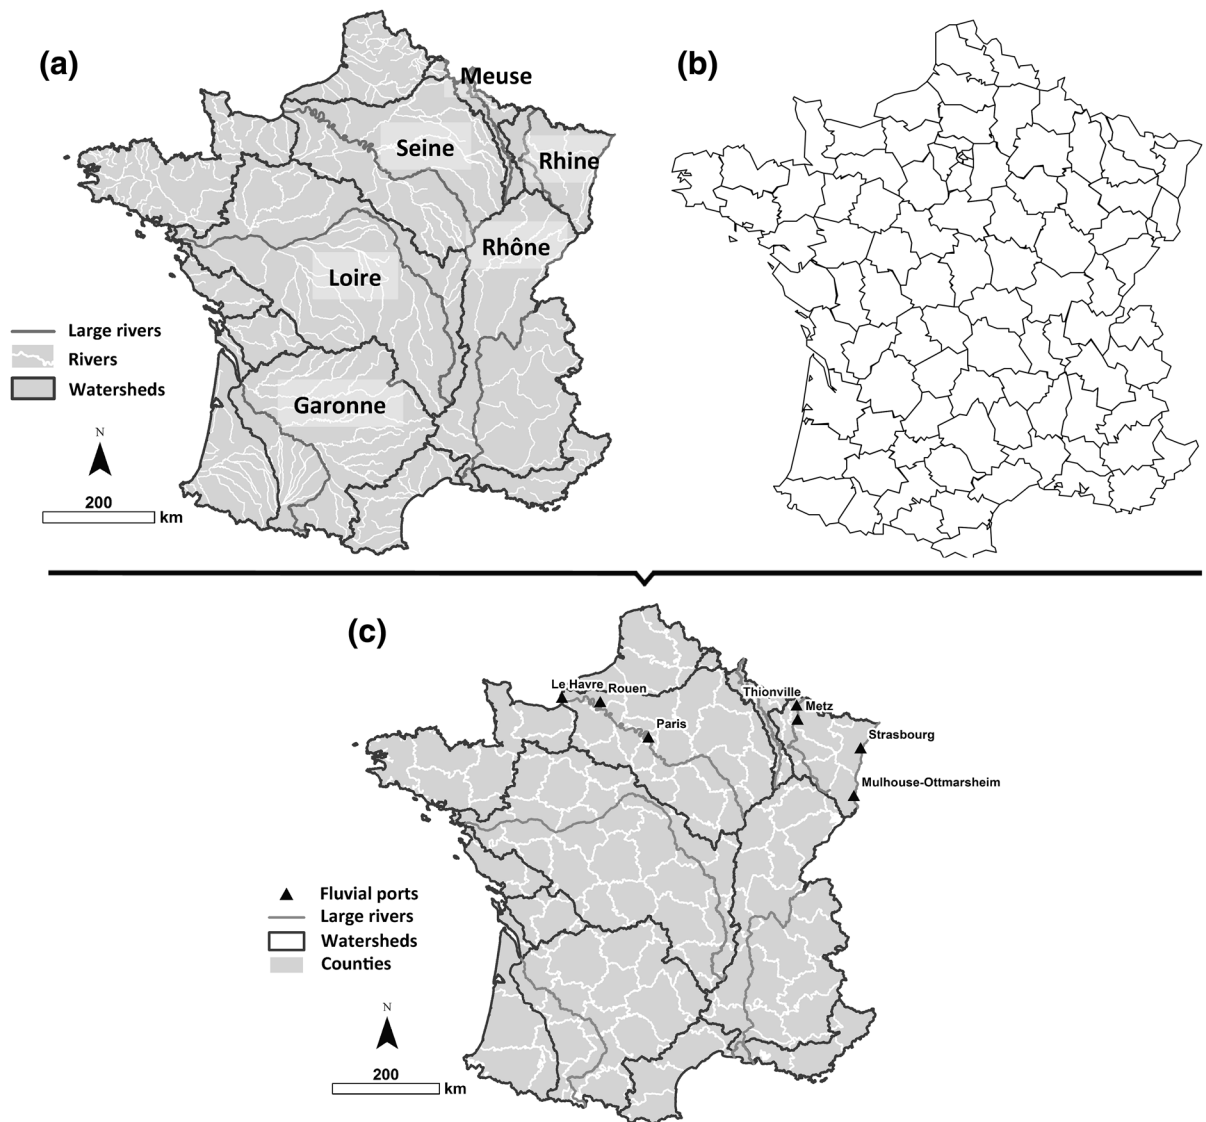 (a)
Meuse
Seine
Rhine
Rhône
Loire
Garonne
Large rivers
Rivers
Watersheds
N
200
km
(b)
(c)
Le Havre
Rouen
Paris
Thionville
Metz
Strasbourg
Mulhouse-Ottmarsheim
Fluvial ports
Large rivers
Watersheds
Counties
N
200
km